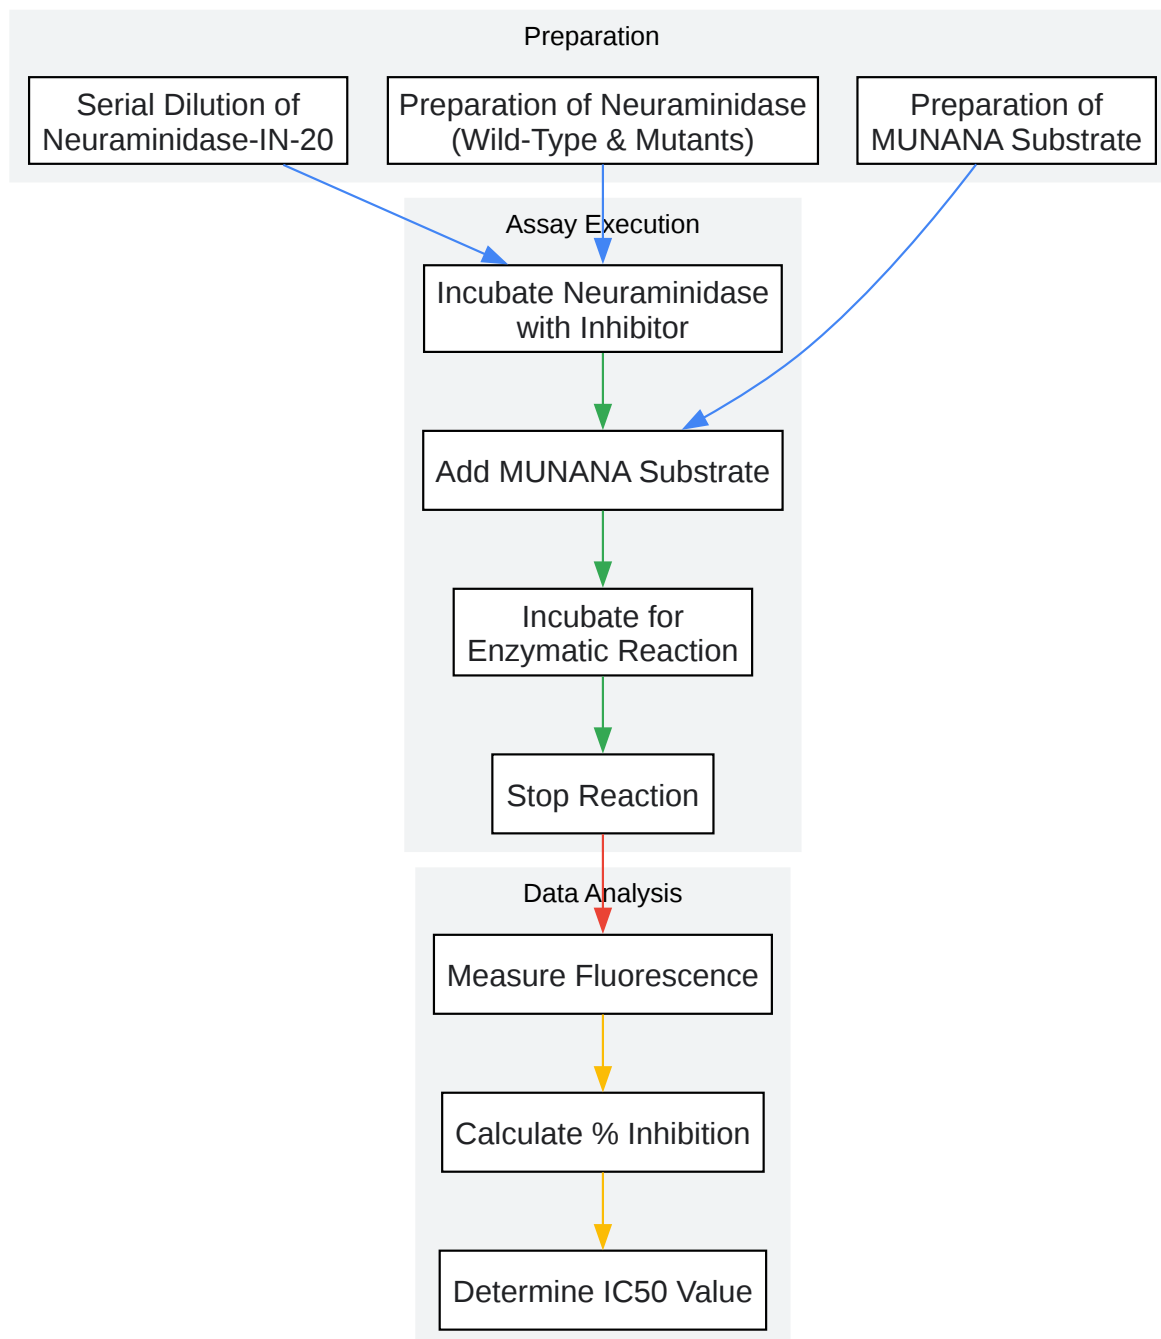 Preparation
Serial Dilution of
Neuraminidase-IN-20
Preparation of Neuraminidase
(Wild-Type & Mutants)
Preparation of
MUNANA Substrate
Assay Execution
Incubate Neuraminidase
with Inhibitor
Add MUNANA Substrate
Incubate for
Enzymatic Reaction
Stop Reaction
Data Analysis
Measure Fluorescence
Calculate % Inhibition
Determine IC50 Value